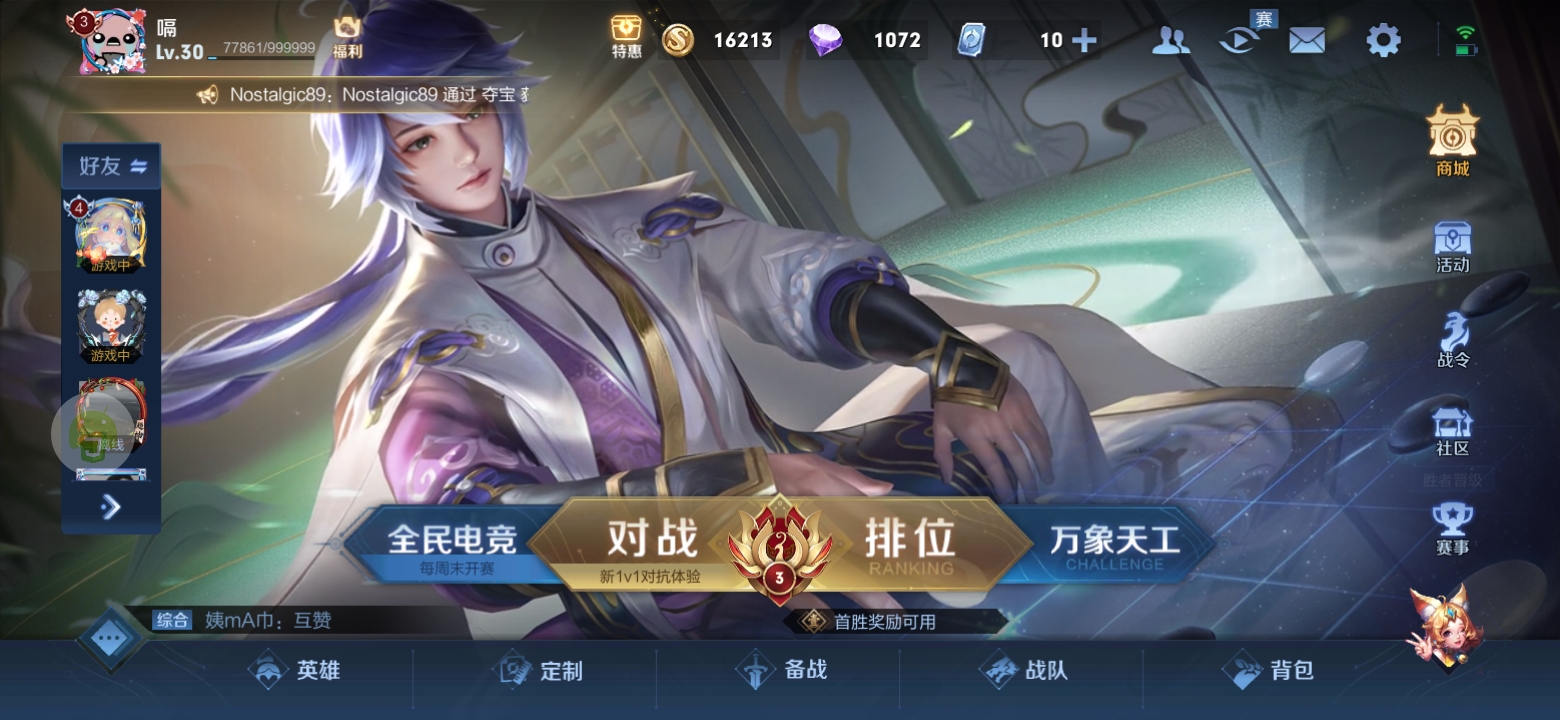 3
嗝
Lv.30
77861/999999
福利
特惠
16213
1072
10
赛
Nostalgic89：Nostalgic89 通过 夺宝
好友
商城
4
游戏中
活动
游戏中
战令
离线
社区
胜者晋级
全民电竞
每周末开赛
对战
新1v1对抗体验
3
排位
RANKING
万象天工
CHALLENGE
赛事
综合 姨mA巾：互赞
首胜奖励可用
英雄
定制
备战
战队
背包